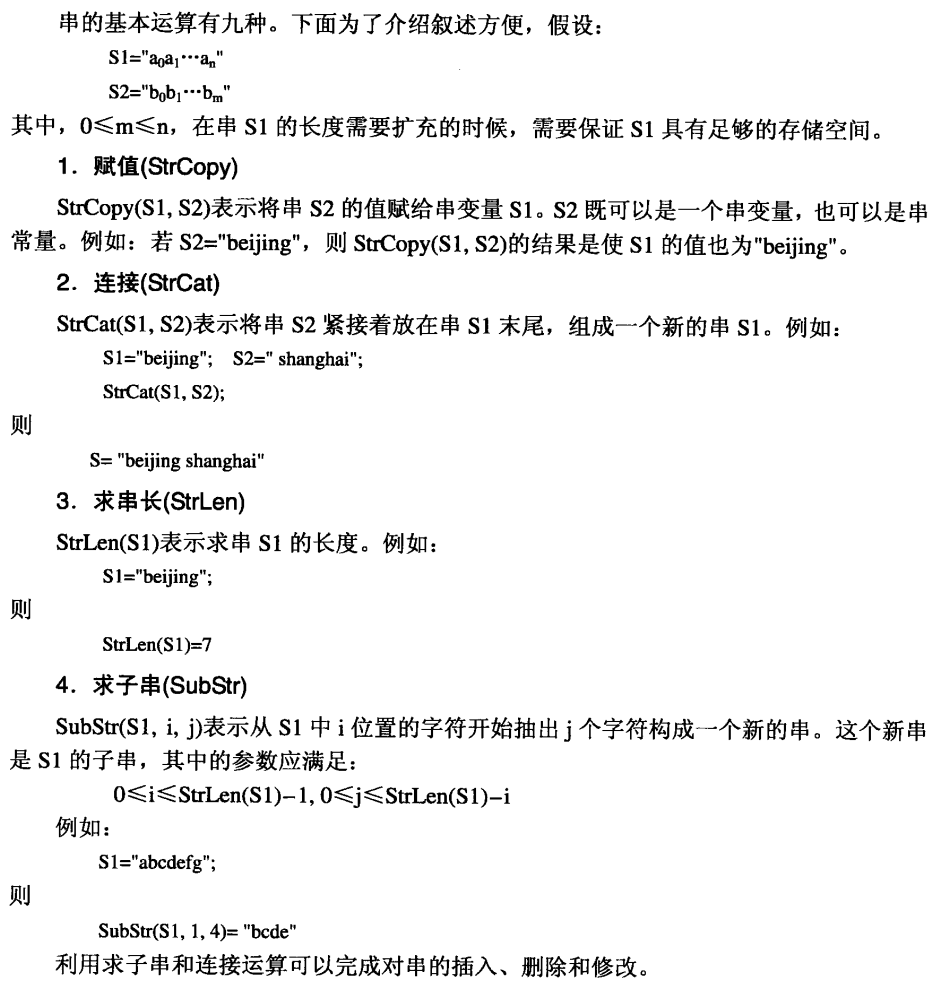 串的基本运算有九种。下面为了介绍叙述方便，假设：
S1="a₀a₁…aₙ"
S2="b₀b₁…bₘ"
其中，0≤m≤n，在串 S1 的长度需要扩充的时候，需要保证 S1 具有足够的存储空间。
1．赋值(StrCopy)
StrCopy(S1, S2)表示将串 S2 的值赋给串变量 S1。S2 既可以是一个串变量，也可以是串
常量。例如：若 S2="beijing"，则 StrCopy(S1, S2)的结果是使 S1 的值也为"beijing"。
2．连接(StrCat)
StrCat(S1, S2)表示将串 S2 紧接着放在串 S1 末尾，组成一个新的串 S1。例如：
S1="beijing"; S2=" shanghai";
StrCat(S1, S2);
则
S= "beijing shanghai"
3．求串长(StrLen)
StrLen(S1)表示求串 S1 的长度。例如：
S1="beijing";
则
StrLen(S1)=7
4．求子串(SubStr)
SubStr(S1, i, j)表示从 S1 中 i 位置的字符开始抽出 j 个字符构成一个新的串。这个新串
是 S1 的子串，其中的参数应满足：
0≤i≤StrLen(S1)−1, 0≤j≤StrLen(S1)−i
例如：
S1="abcdefg";
则
SubStr(S1, 1, 4)= "bcde"
利用求子串和连接运算可以完成对串的插入、删除和修改。